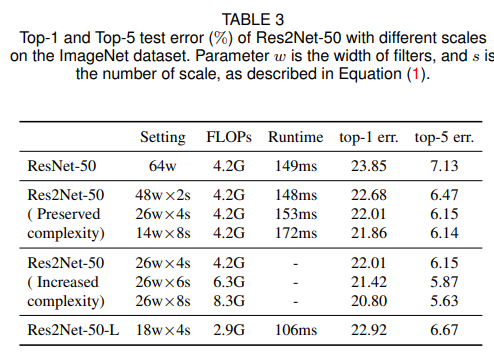 TABLE 3
Top-1 and Top-5 test error (%) of Res2Net-50 with different scales
on the ImageNet dataset. Parameter w is the width of filters, and s is
the number of scale, as described in Equation (1).
Setting FLOPs Runtime top-1 err. top-5 err.
ResNet-50 64w 4.2G 149ms 23.85 7.13
Res2Net-50 48w×2s 4.2G 148ms 22.68 6.47
( Preserved 26w×4s 4.2G 153ms 22.01 6.15
complexity) 14w×8s 4.2G 172ms 21.86 6.14
Res2Net-50 26w×4s 4.2G - 22.01 6.15
( Increased 26w×6s 6.3G - 21.42 5.87
complexity) 26w×8s 8.3G - 20.80 5.63
Res2Net-50-L 18w×4s 2.9G 106ms 22.92 6.67